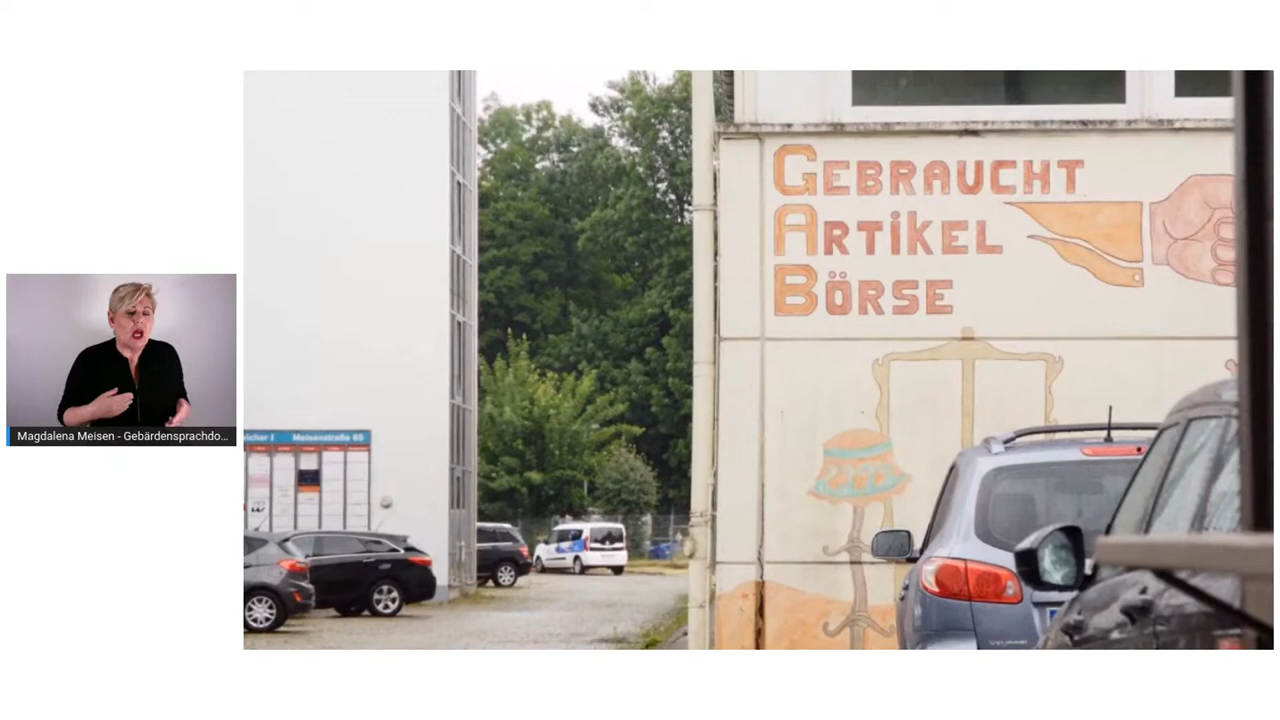 Magdalena Meisen - Gebärdensprachdo...
Meisenstraße 65
GEBRAUCHT
ARTiKEL
BÖRSE